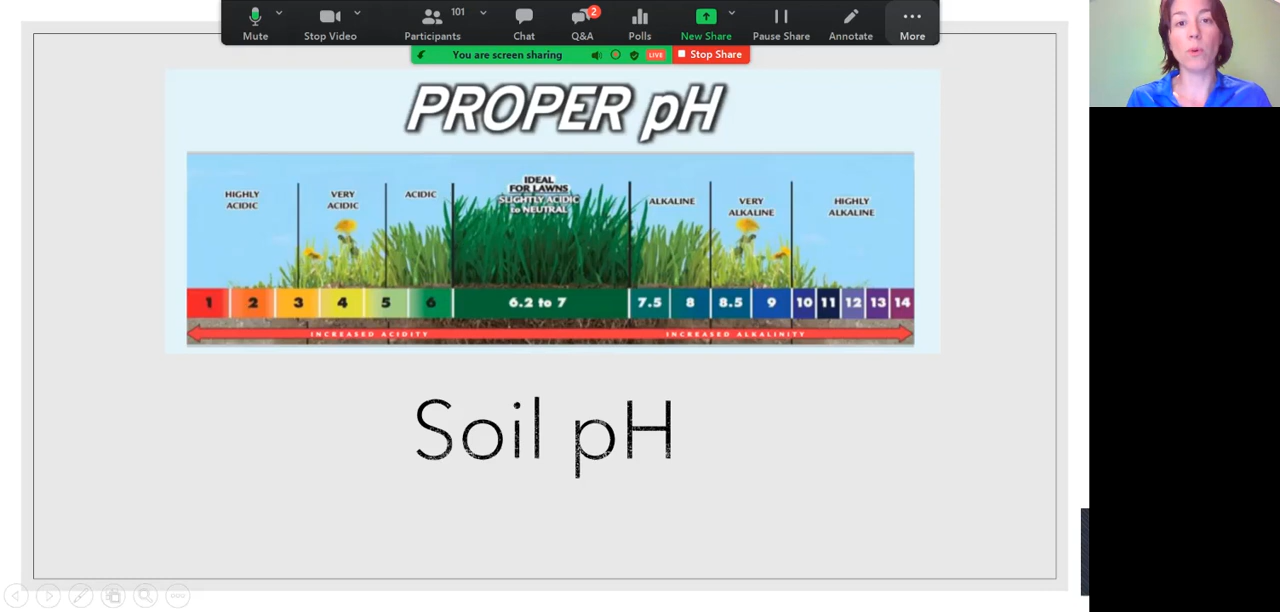 101
2
Mute
Stop Video
Participants
Chat
Q&A
Polls
New Share
Pause Share
Annotate
More
You are screen sharing
LIVE
Stop Share
PROPER pH
HIGHLY
ACIDIC
VERY
ACIDIC
ACIDIC
IDEAL
FOR LAWNS
SLIGHTLY ACIDIC
to NEUTRAL
ALKALINE
VERY
ALKALINE
HIGHLY
ALKALINE
1 2 3 4 5 6 6.2 to 7 7.5 8 8.5 9 10 11 12 13 14
INCREASED ACIDITY INCREASED ALKALINITY
Soil pH